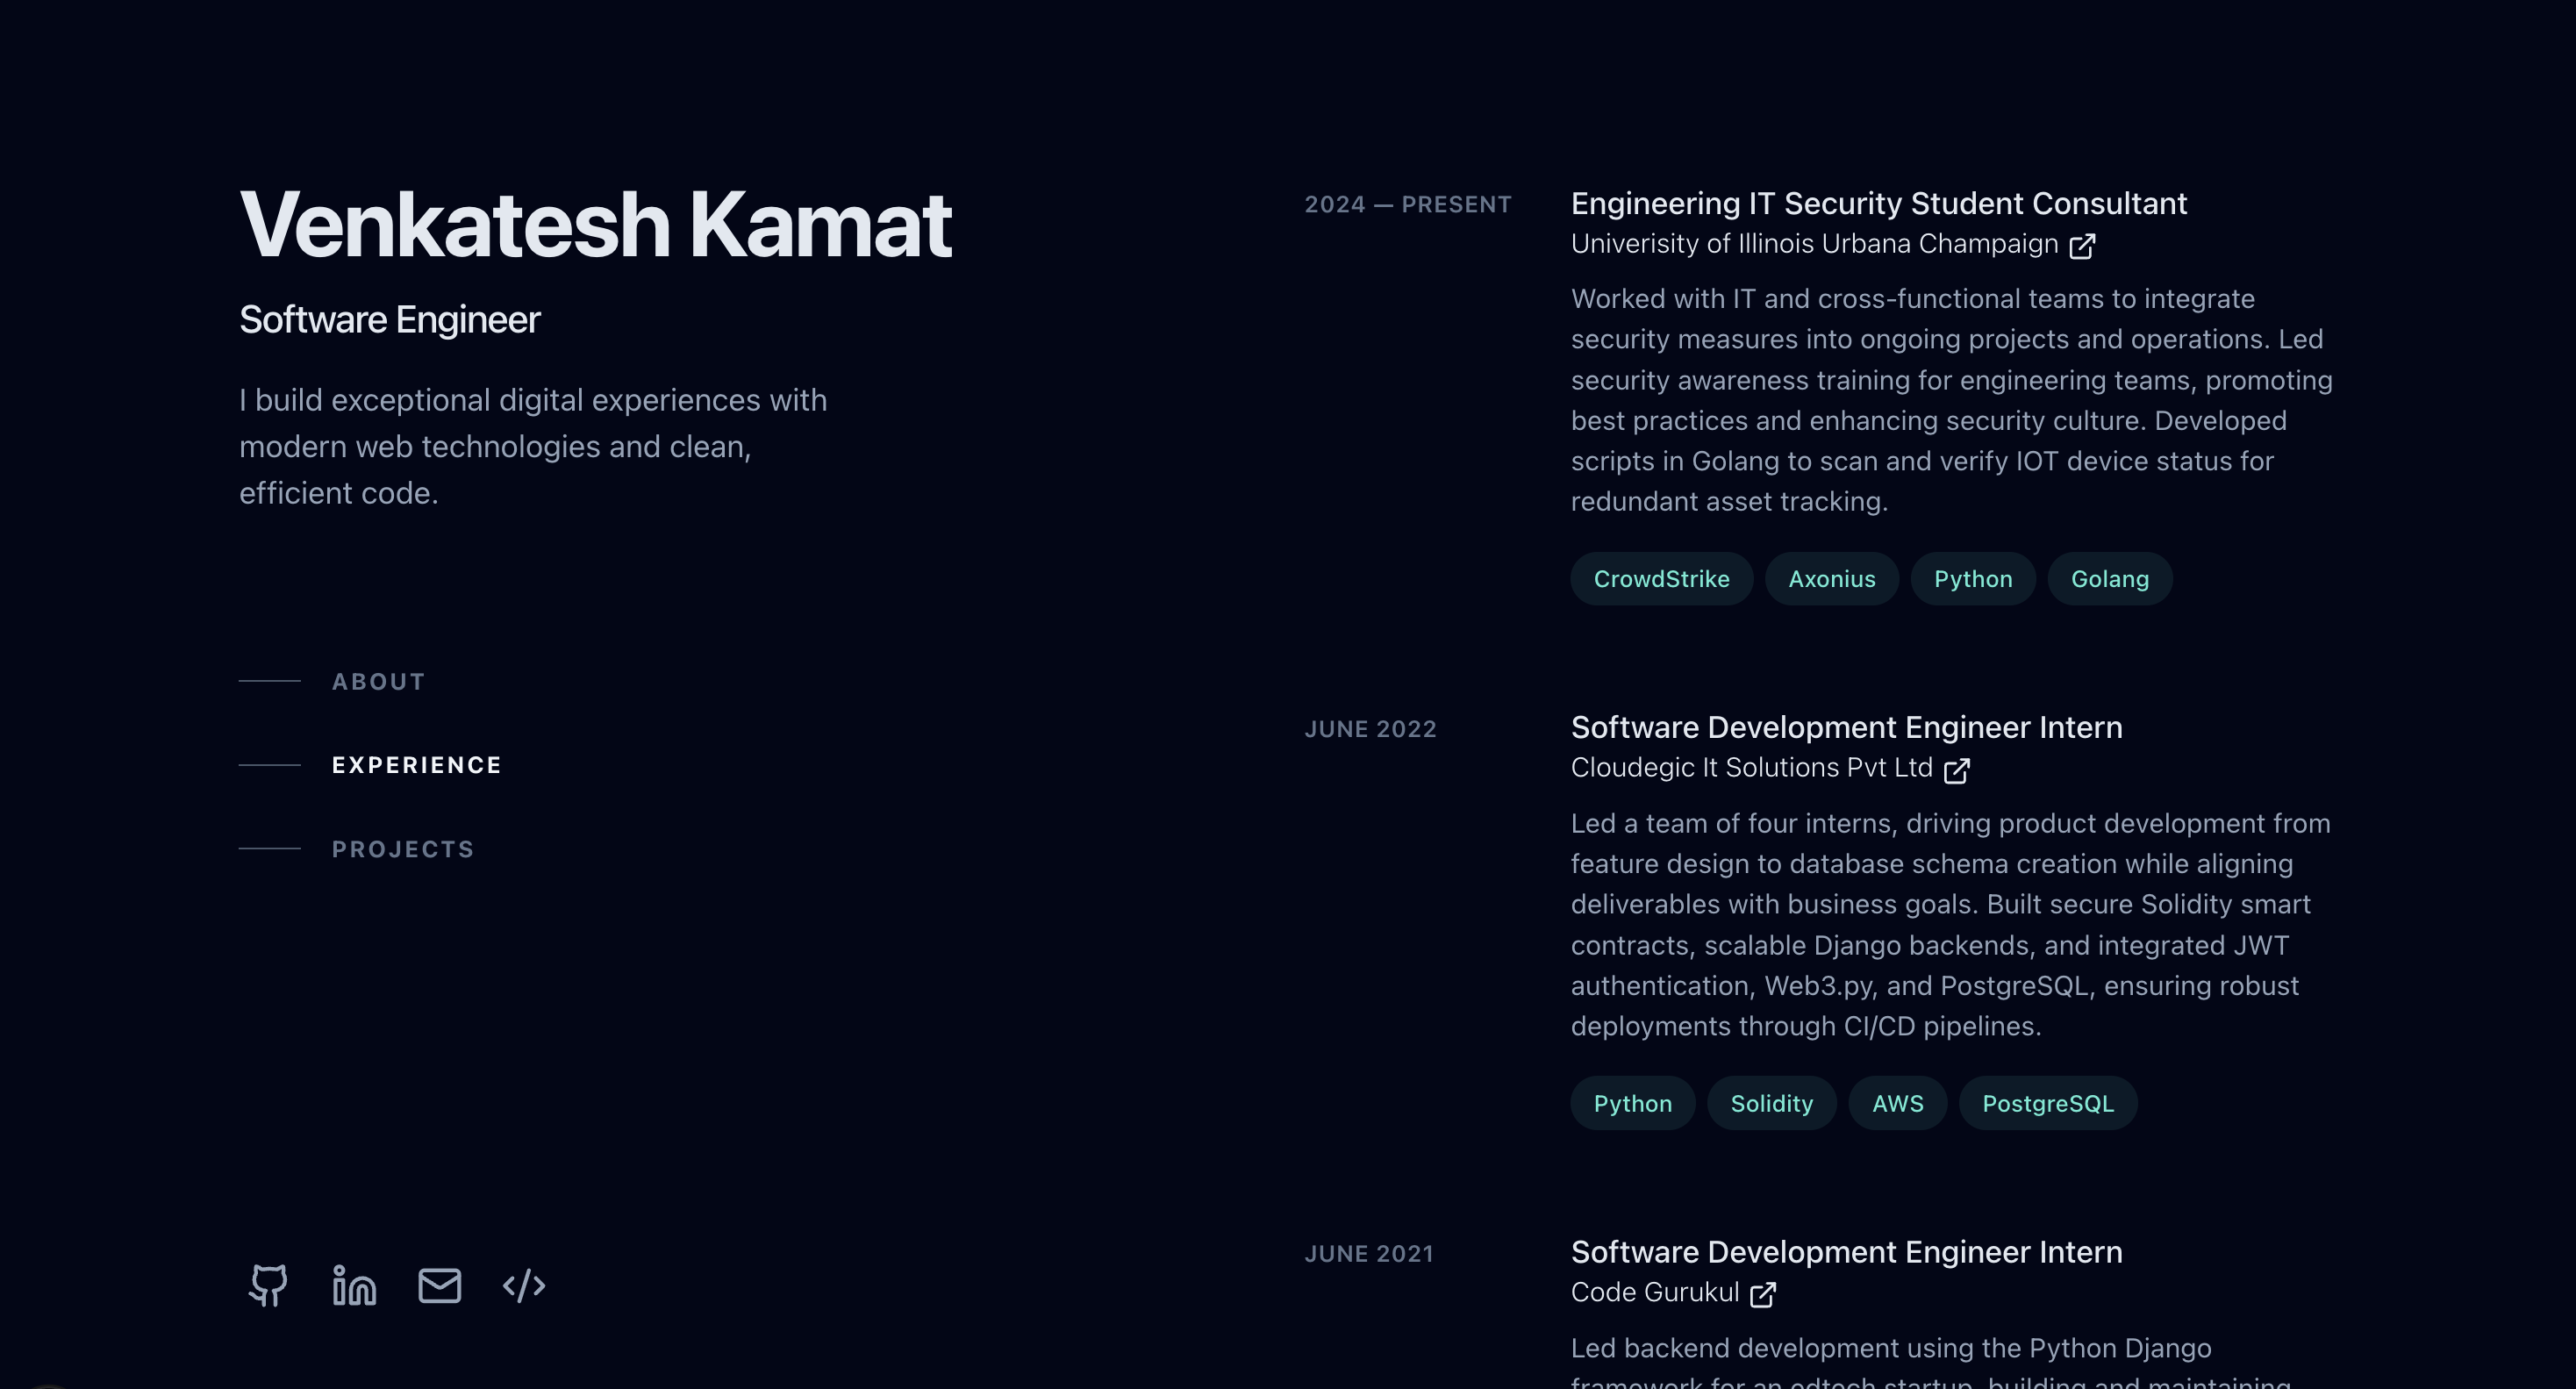 Venkatesh Kamat
Software Engineer
I build exceptional digital experiences with
modern web technologies and clean,
efficient code.
ABOUT
EXPERIENCE
PROJECTS
2024 — PRESENT
Engineering IT Security Student Consultant
Univerisity of Illinois Urbana Champaign
Worked with IT and cross-functional teams to integrate
security measures into ongoing projects and operations. Led
security awareness training for engineering teams, promoting
best practices and enhancing security culture. Developed
scripts in Golang to scan and verify IOT device status for
redundant asset tracking.
CrowdStrike Axonius Python Golang
JUNE 2022
Software Development Engineer Intern
Cloudegic It Solutions Pvt Ltd
Led a team of four interns, driving product development from
feature design to database schema creation while aligning
deliverables with business goals. Built secure Solidity smart
contracts, scalable Django backends, and integrated JWT
authentication, Web3.py, and PostgreSQL, ensuring robust
deployments through CI/CD pipelines.
Python Solidity AWS PostgreSQL
JUNE 2021
Software Development Engineer Intern
Code Gurukul
Led backend development using the Python Django
framework for an edtech startup, building and maintaining